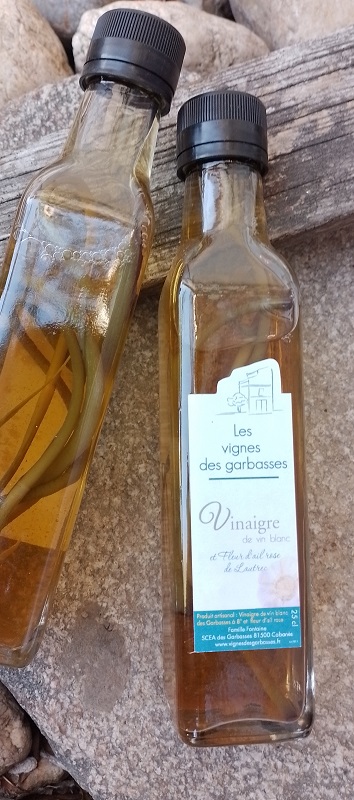 Les
vignes
des garbasses
Vinaigre
de vin blanc
et Fleur d'ail rose
de Lautrec
Produit artisanal : Vinaigre de vin blanc
des Garbasses à 6° et fleur d'ail rose
Famille Fontaine
SCEA des Garbasses 81500 Cabanès
www.vignesdesgarbasses.fr
25 cl